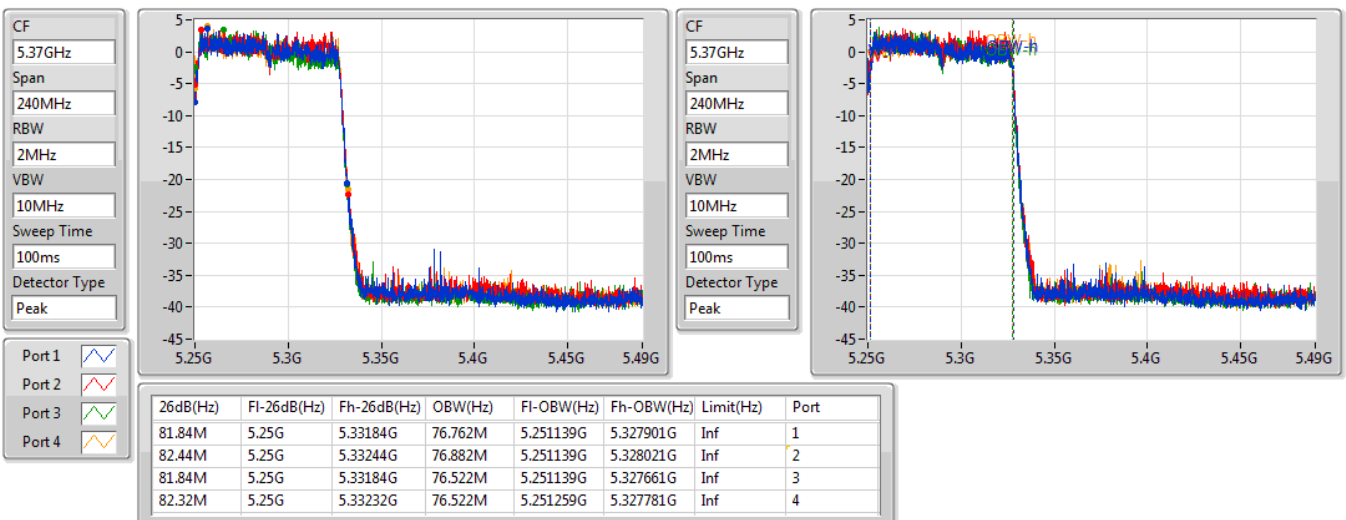 CF
5.37GHz
Span
240MHz
RBW
2MHz
VBW
10MHz
Sweep Time
100ms
Detector Type
Peak
5
0
-5
-10
-15
-20
-25
-30
-35
-40
-45
5.25G 5.3G 5.35G 5.4G 5.45G 5.49G
CF
5.37GHz
Span
240MHz
RBW
2MHz
VBW
10MHz
Sweep Time
100ms
Detector Type
Peak
5
0
-5
-10
-15
-20
-25
-30
-35
-40
-45
5.25G 5.3G 5.35G 5.4G 5.45G 5.49G
OBW-h
Port 1
Port 2
Port 3
Port 4
26dB(Hz) Fl-26dB(Hz) Fh-26dB(Hz) OBW(Hz) Fl-OBW(Hz) Fh-OBW(Hz) Limit(Hz) Port
81.84M 5.25G 5.33184G 76.762M 5.251139G 5.327901G Inf 1
82.44M 5.25G 5.33244G 76.882M 5.251139G 5.328021G Inf 2
81.84M 5.25G 5.33184G 76.522M 5.251139G 5.327661G Inf 3
82.32M 5.25G 5.33232G 76.522M 5.251259G 5.327781G Inf 4